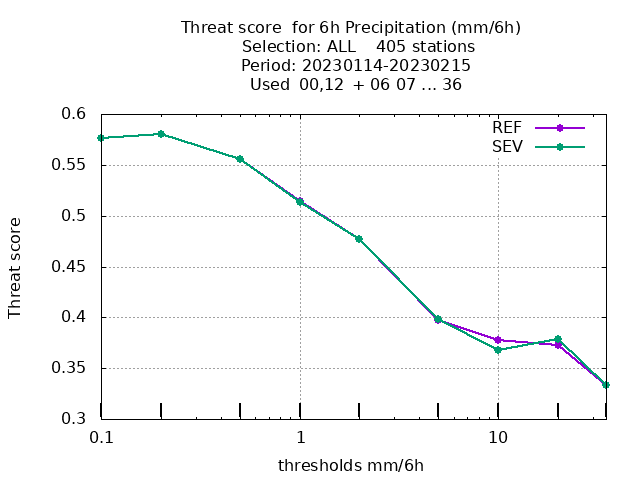 Threat score  for 6h Precipitation (mm/6h)
Selection: ALL    405 stations
Period: 20230114-20230215
Used  00,12  + 06 07 ... 36
REF
SEV
0.6
0.55
0.5
0.45
0.4
0.35
0.3
Threat score
0.1
1
10
thresholds mm/6h